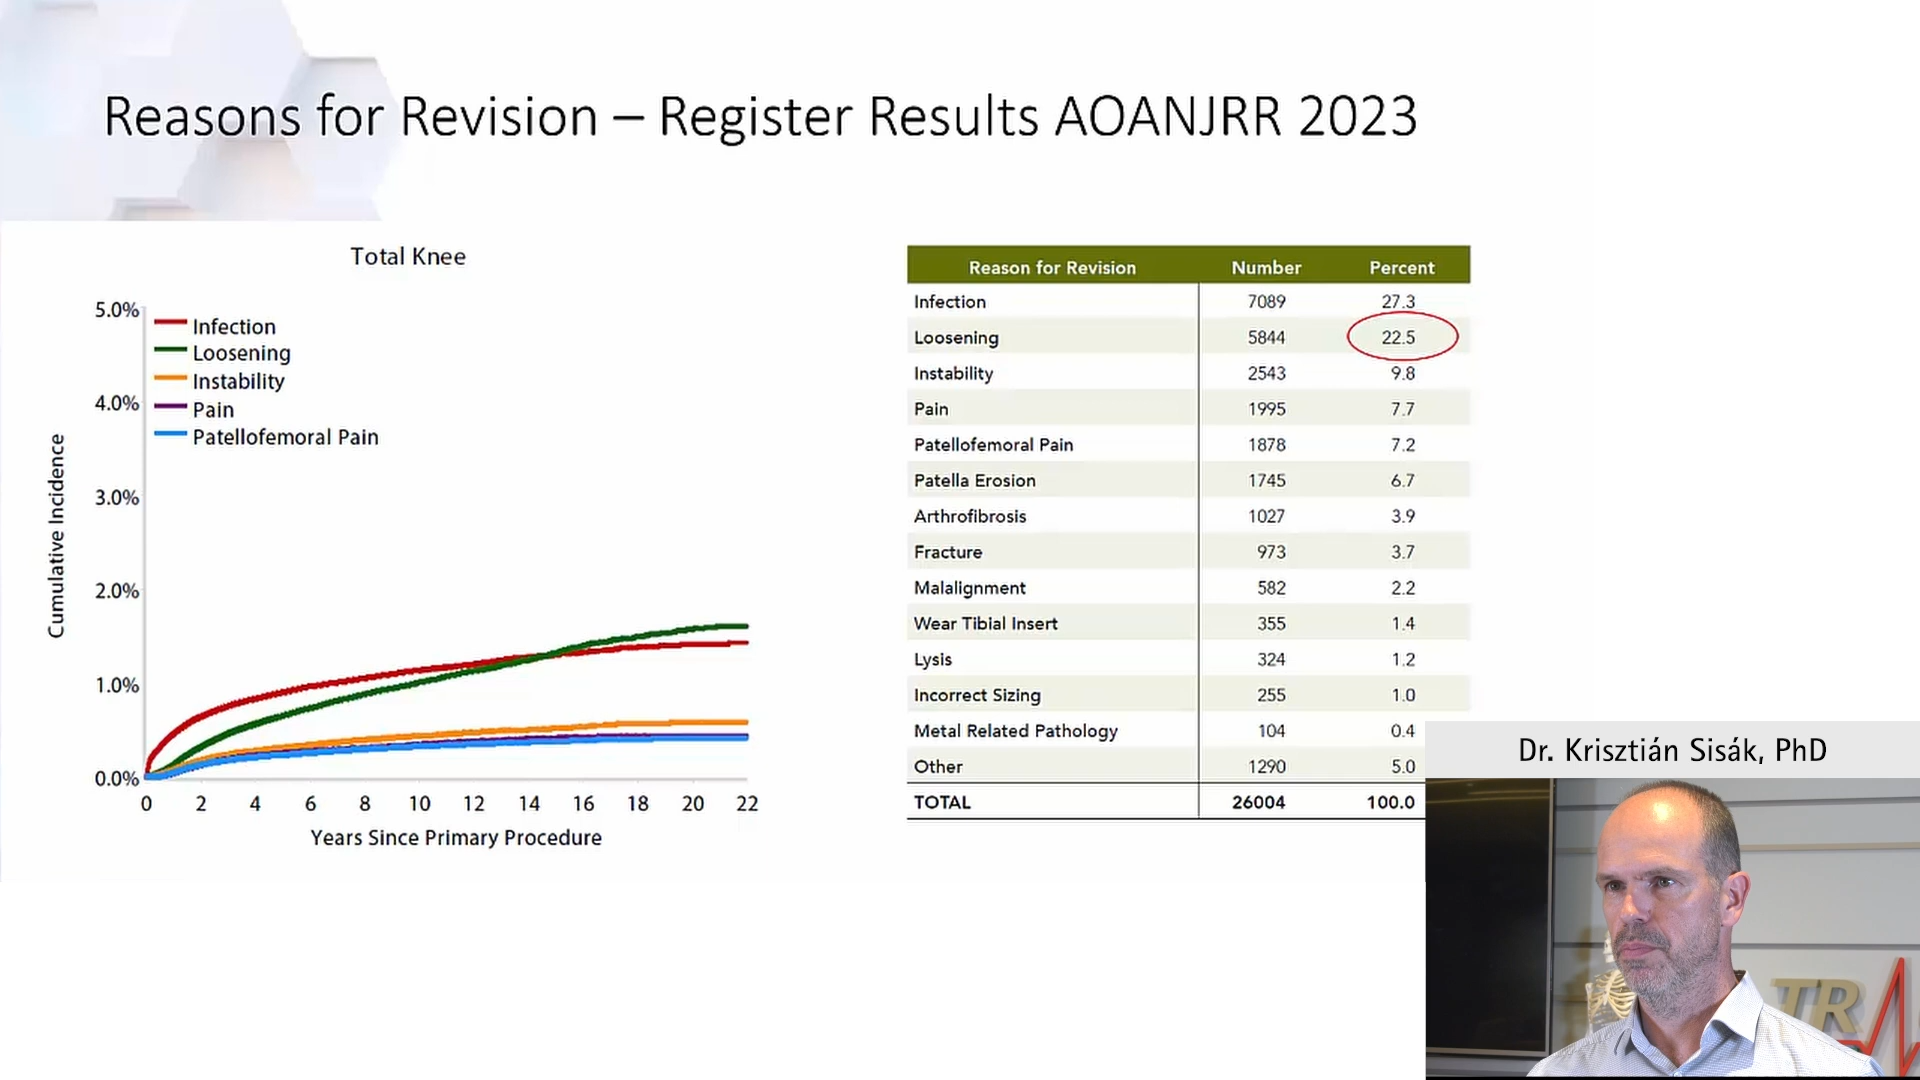 Reasons for Revision – Register Results AOANJRR 2023
Total Knee
5.0%
4.0%
3.0%
2.0%
1.0%
0.0%
Cumulative Incidence
Infection
Loosening
Instability
Pain
Patellofemoral Pain
0 2 4 6 8 10 12 14 16 18 20 22
Years Since Primary Procedure
Reason for Revision Number Percent
Infection 7089 27.3
Loosening 5844 22.5
Instability 2543 9.8
Pain 1995 7.7
Patellofemoral Pain 1878 7.2
Patella Erosion 1745 6.7
Arthrofibrosis 1027 3.9
Fracture 973 3.7
Malalignment 582 2.2
Wear Tibial Insert 355 1.4
Lysis 324 1.2
Incorrect Sizing 255 1.0
Metal Related Pathology 104 0.4
Other 1290 5.0
TOTAL 26004 100.0
Dr. Krisztián Sisák, PhD
TR